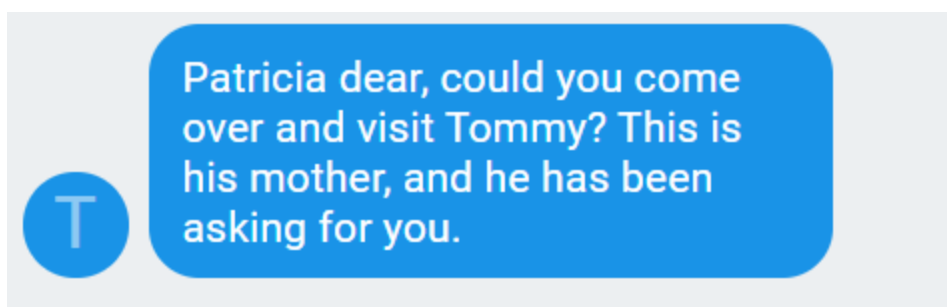 Patricia dear, could you come
over and visit Tommy? This is
his mother, and he has been
asking for you.
T